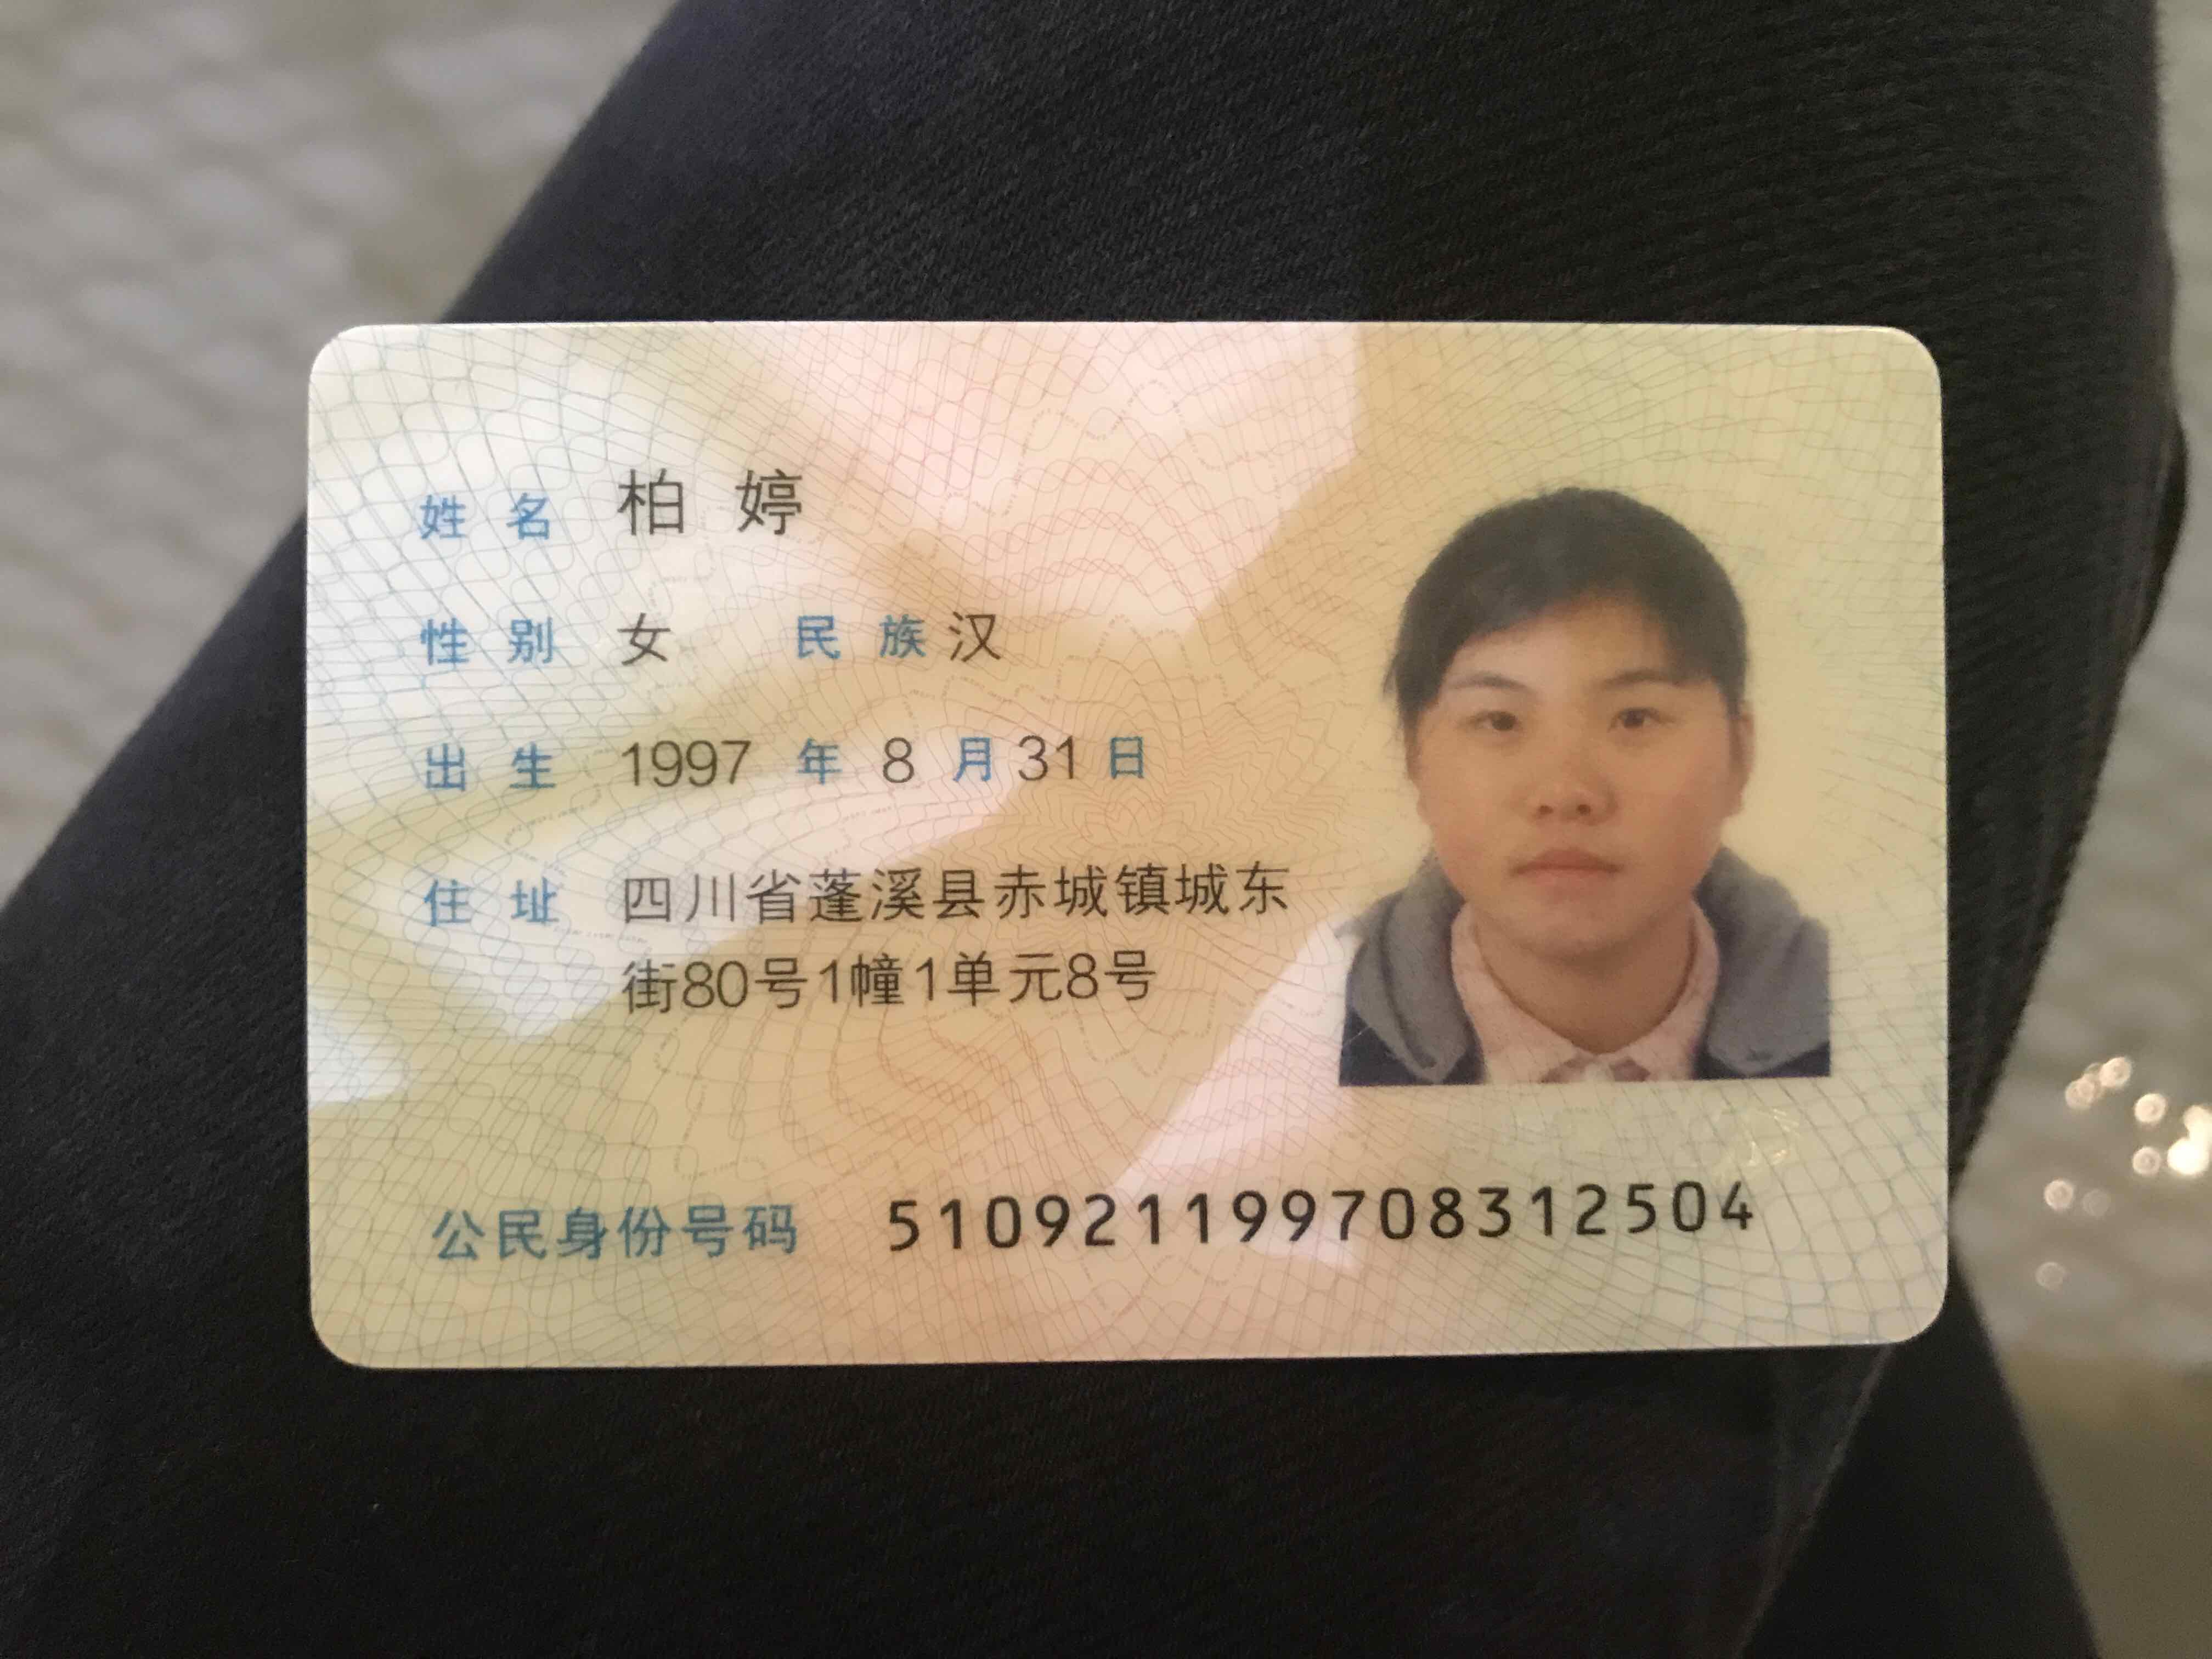 姓名 柏婷
性别 女 民族 汉
出生 1997 年 8 月 31 日
住址 四川省蓬溪县赤城镇城东
街80号1幢1单元8号
公民身份号码 510921199708312504